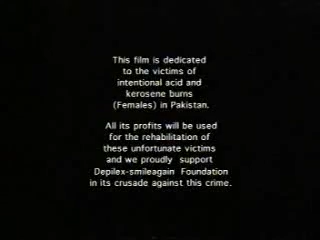 This film is dedicated
to the victims of
intentional acid and
kerosene burns
(Females) in Pakistan.
All its profits will be used
for the rehabilitation of
these unfortunate victims
and we proudly support
Depilex-smileagain Foundation
in its crusade against this crime.